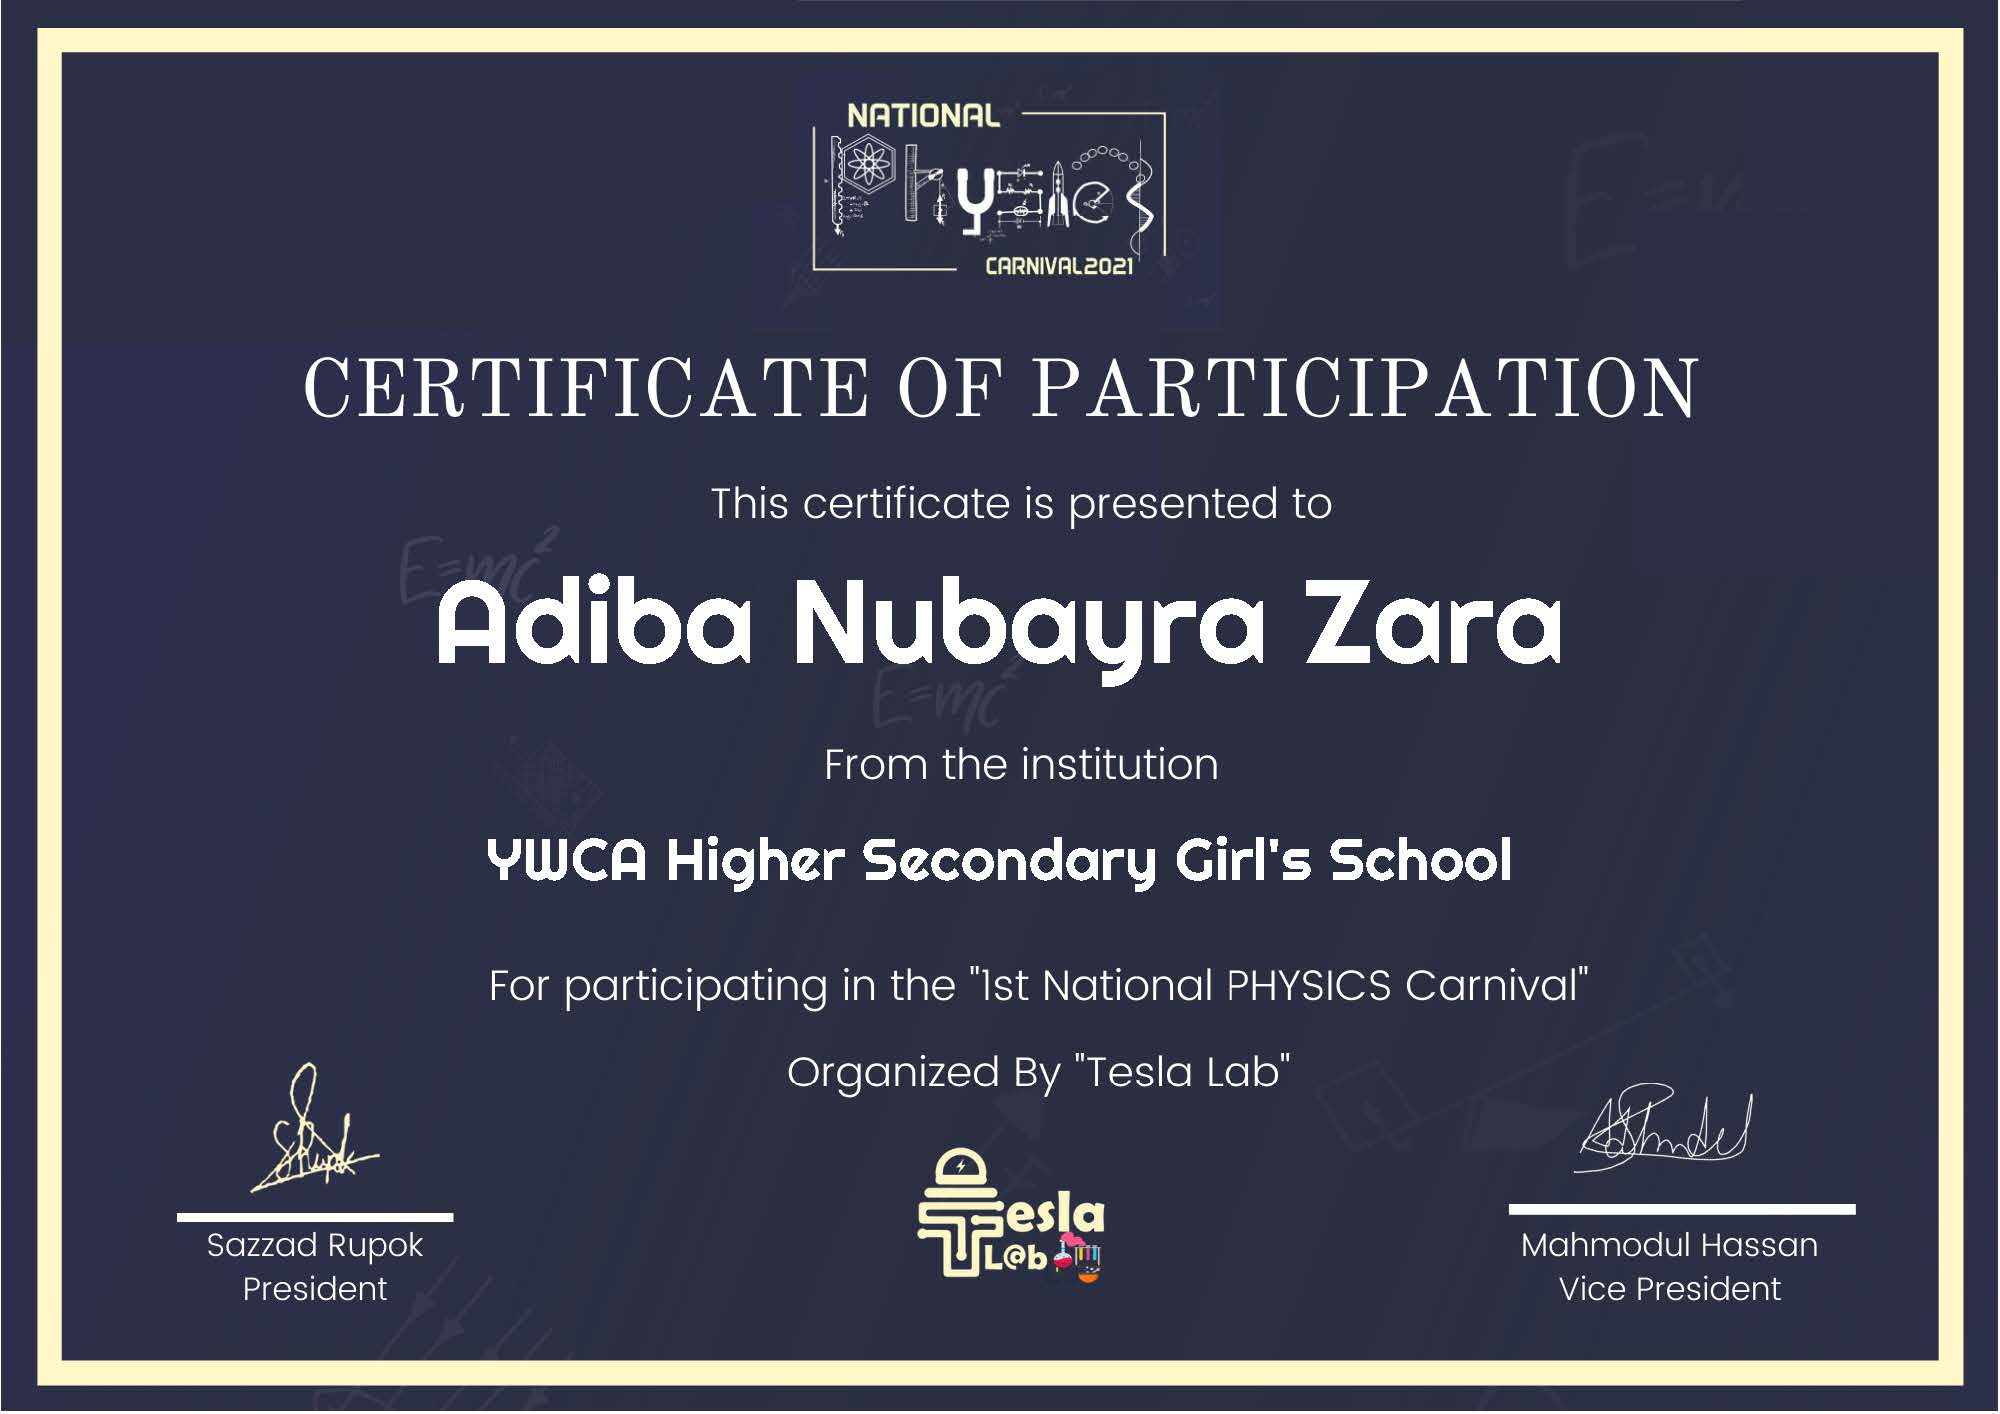 NATIONAL
Physics
CARNIVAL2021
CERTIFICATE OF PARTICIPATION
This certificate is presented to
E=mc²
Adiba Nubayra Zara
E=mc²
From the institution
YWCA Higher Secondary Girl's School
For participating in the "1st National PHYSICS Carnival"
Organized By "Tesla Lab"
Tesla
L@b
Sazzad Rupok
President
Mahmodul Hassan
Vice President